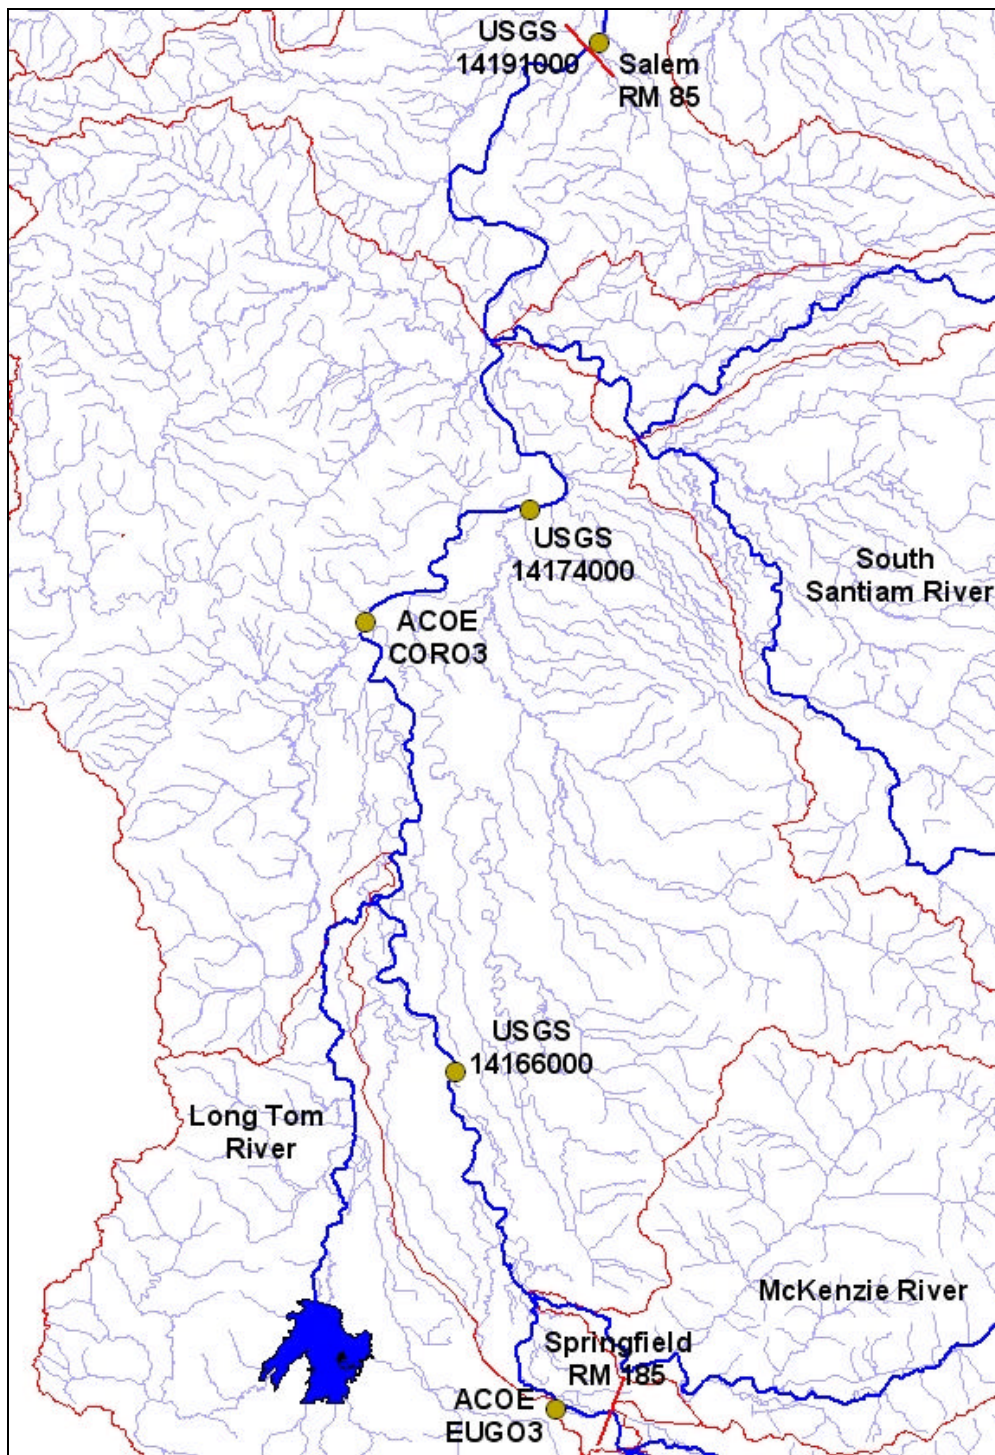 USGS
14191000
Salem
RM 85
USGS
14174000
South
Santiam River
ACOE
CORO3
USGS
14166000
Long Tom
River
McKenzie River
Springfield
RM 185
ACOE
EUGO3